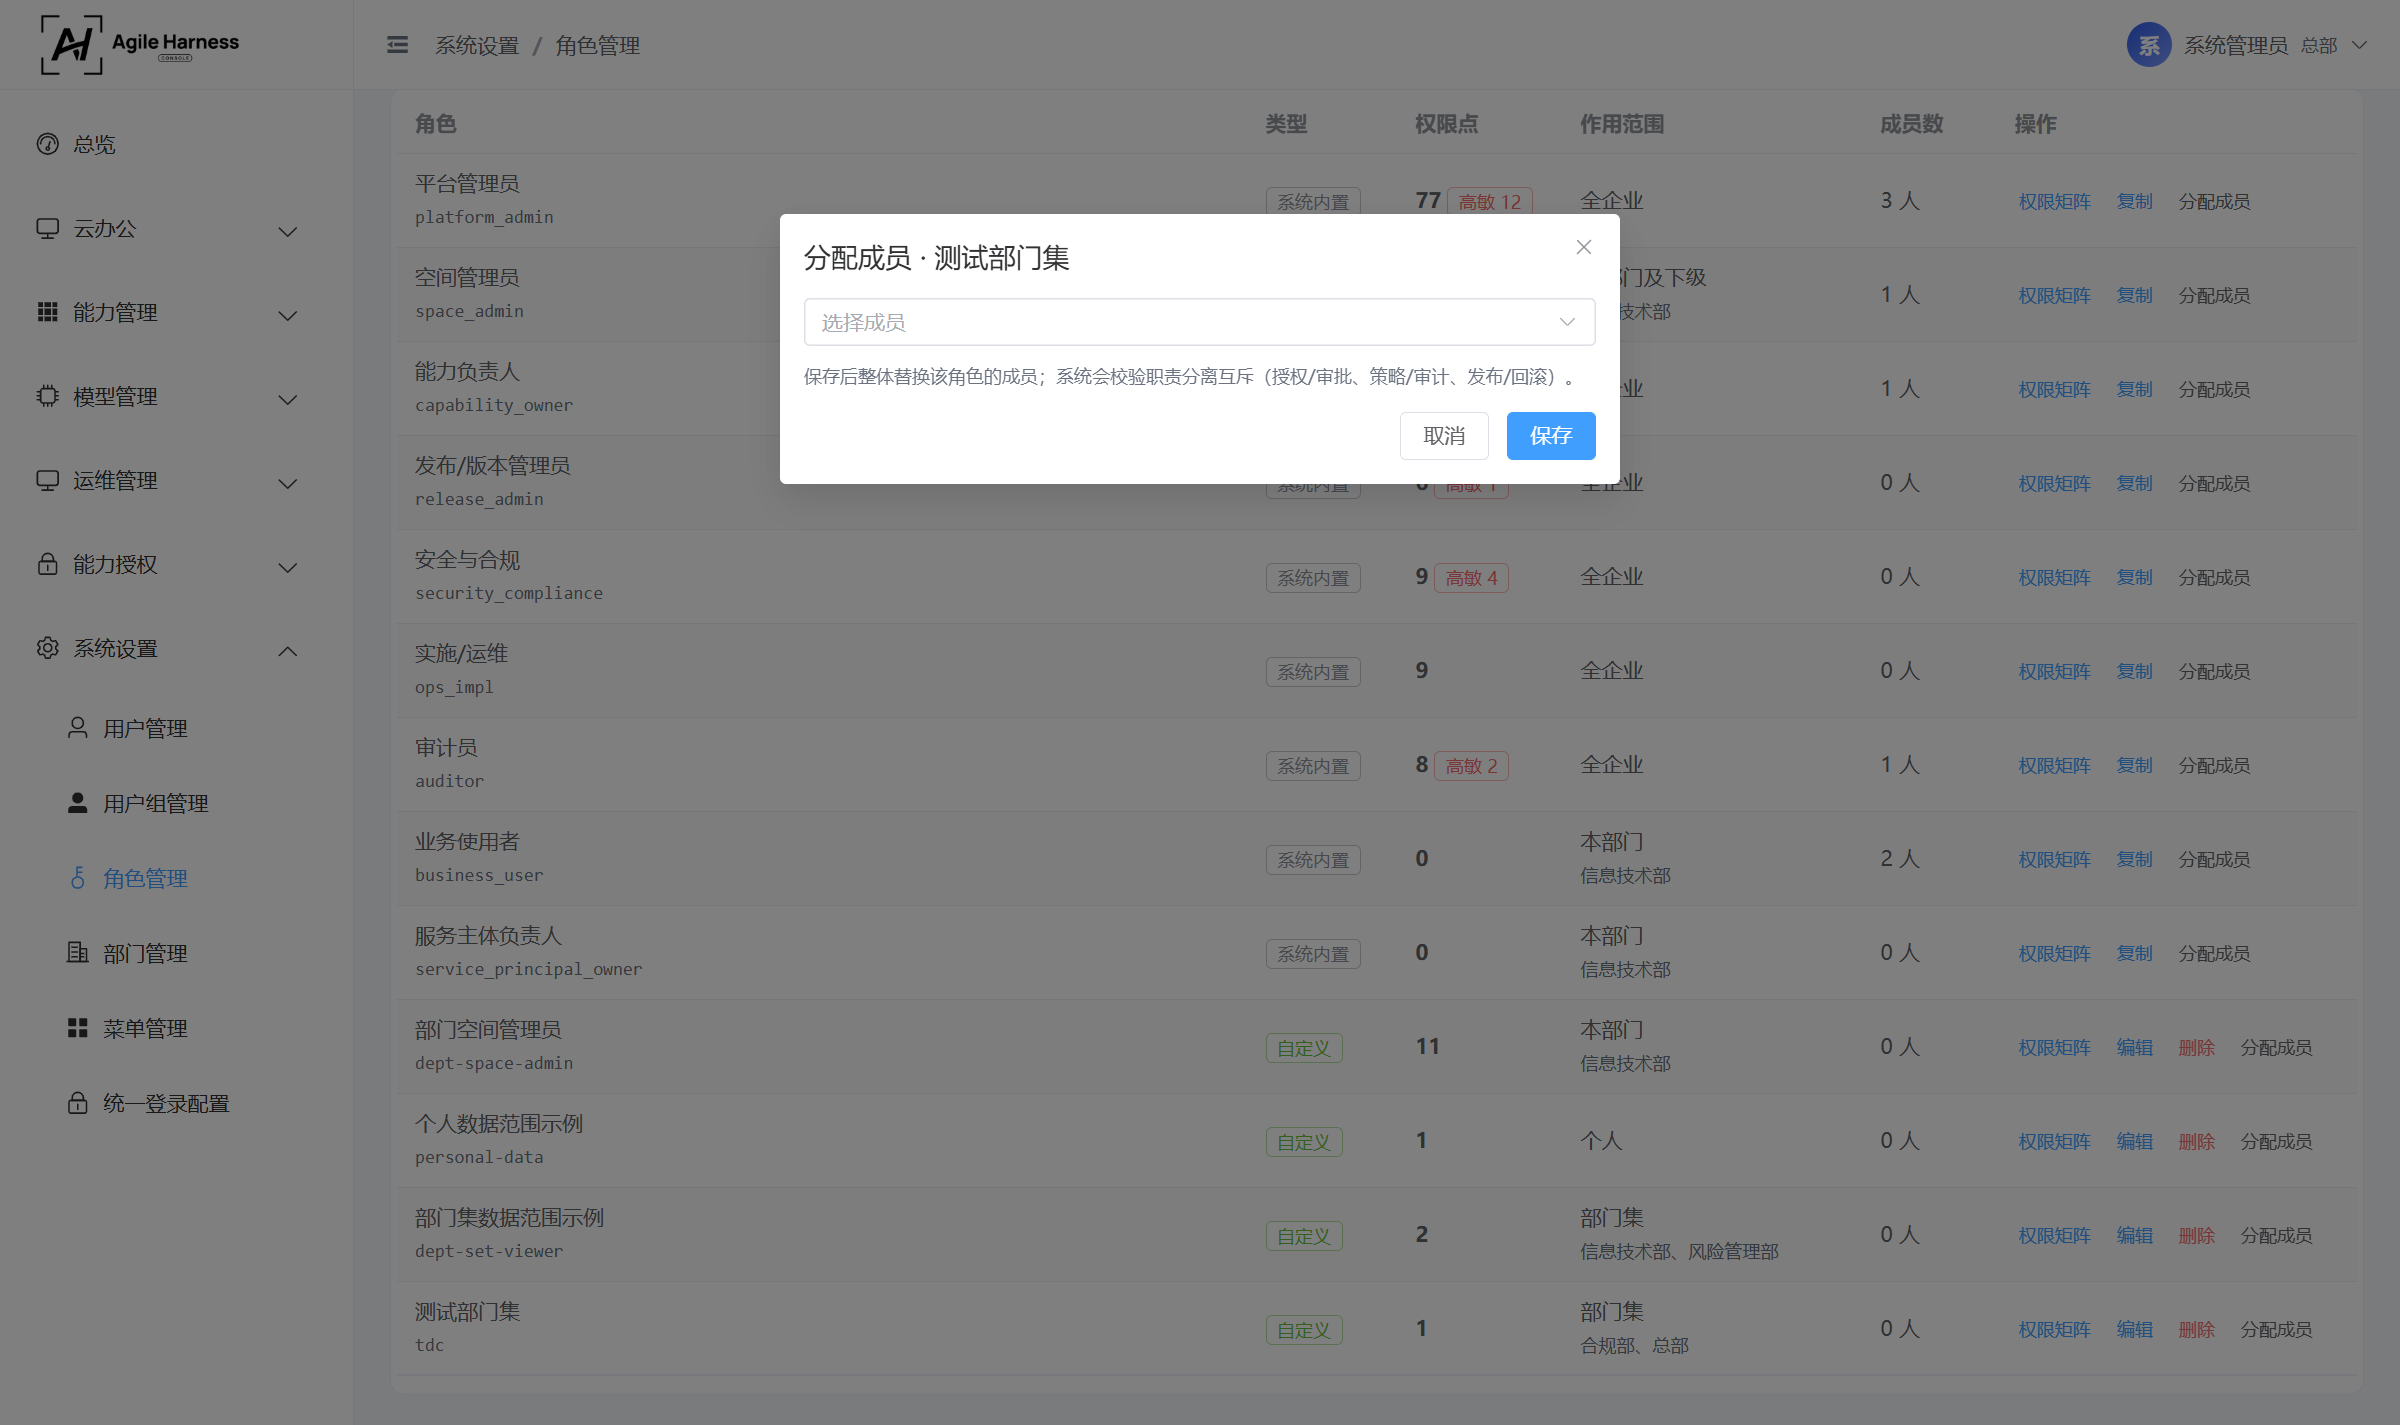 Agile Harness
CONSOLE
系统设置 / 角色管理
系 系统管理员 总部
总览
云办公
能力管理
模型管理
运维管理
能力授权
系统设置
用户管理
用户组管理
角色管理
部门管理
菜单管理
统一登录配置
角色 类型 权限点 作用范围 成员数 操作
平台管理员
platform_admin
系统内置 77 高敏 12 全企业 3 人 权限矩阵 复制 分配成员
空间管理员
space_admin
门及下级
技术部
1 人 权限矩阵 复制 分配成员
能力负责人
capability_owner
业 1 人 权限矩阵 复制 分配成员
发布/版本管理员
release_admin
系统内置 高敏 1 全企业 0 人 权限矩阵 复制 分配成员
安全与合规
security_compliance
系统内置 9 高敏 4 全企业 0 人 权限矩阵 复制 分配成员
实施/运维
ops_impl
系统内置 9 全企业 0 人 权限矩阵 复制 分配成员
审计员
auditor
系统内置 8 高敏 2 全企业 1 人 权限矩阵 复制 分配成员
业务使用者
business_user
系统内置 0 本部门
信息技术部
2 人 权限矩阵 复制 分配成员
服务主体负责人
service_principal_owner
系统内置 0 本部门
信息技术部
0 人 权限矩阵 复制 分配成员
部门空间管理员
dept-space-admin
自定义 11 本部门
信息技术部
0 人 权限矩阵 编辑 删除 分配成员
个人数据范围示例
personal-data
自定义 1 个人 0 人 权限矩阵 编辑 删除 分配成员
部门集数据范围示例
dept-set-viewer
自定义 2 部门集
信息技术部、风险管理部
0 人 权限矩阵 编辑 删除 分配成员
测试部门集
tdc
自定义 1 部门集
合规部、总部
0 人 权限矩阵 编辑 删除 分配成员
分配成员 · 测试部门集
选择成员
保存后整体替换该角色的成员；系统会校验职责分离互斥（授权/审批、策略/审计、发布/回滚）。
取消 保存